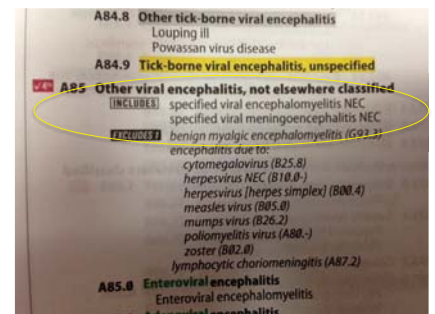 A84.8 Other tick-borne viral encephalitis
Louping ill
Powassan virus disease
A84.9 Tick-borne viral encephalitis, unspecified
√4th A85 Other viral encephalitis, not elsewhere classified
INCLUDES specified viral encephalomyelitis NEC
specified viral meningoencephalitis NEC
EXCLUDES 1 benign myalgic encephalomyelitis (G93.3)
encephalitis due to:
cytomegalovirus (B25.8)
herpesvirus NEC (B10.0-)
herpesvirus [herpes simplex] (B00.4)
measles virus (B05.0)
mumps virus (B26.2)
poliomyelitis virus (A80.-)
zoster (B02.0)
lymphocytic choriomeningitis (A87.2)
A85.0 Enteroviral encephalitis
Enteroviral encephalomyelitis